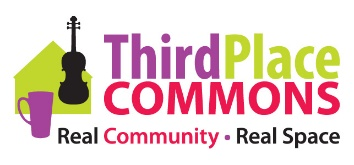 ThirdPlace
COMMONS
Real Community • Real Space